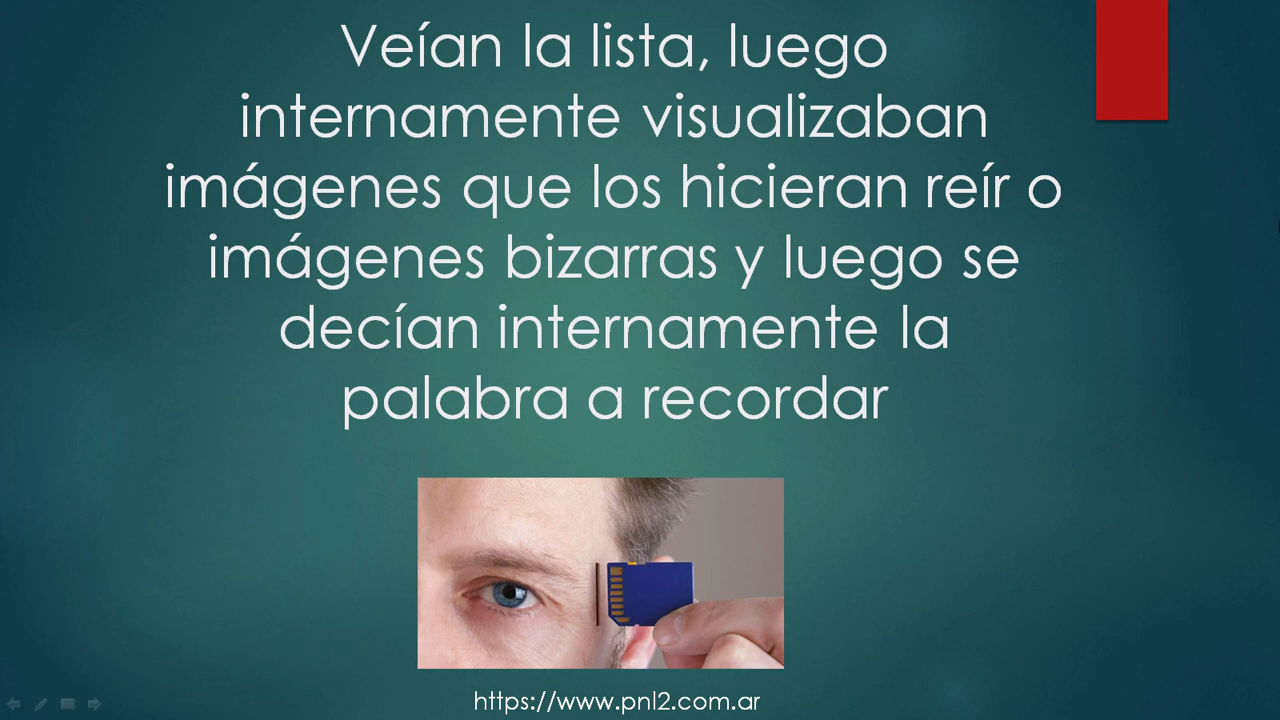 Veían la lista, luego
internamente visualizaban
imágenes que los hicieran reír o
imágenes bizarras y luego se
decían internamente la
palabra a recordar
https://www.pnl2.com.ar